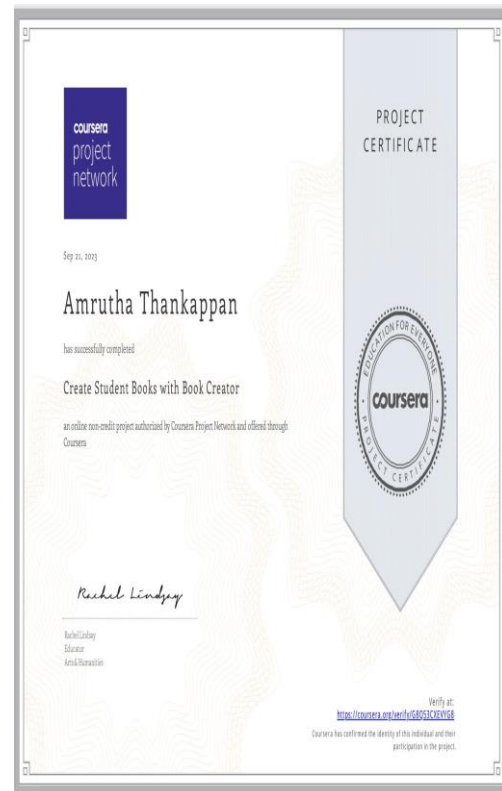 coursera
project
network
PROJECT
CERTIFICATE
Sep 21, 2023
Amrutha Thankappan
has successfully completed
Create Student Books with Book Creator
an online non-credit project authorized by Coursera Project Network and offered through
Coursera
EDUCATION FOR EVERYONE
coursera
PROJECT CERTIFICATE
Rachel Lindsay
Rachel Lindsay
Educator
Arts & Humanities
Verify at:
Coursera has confirmed the identity of this individual and their
participation in the project.